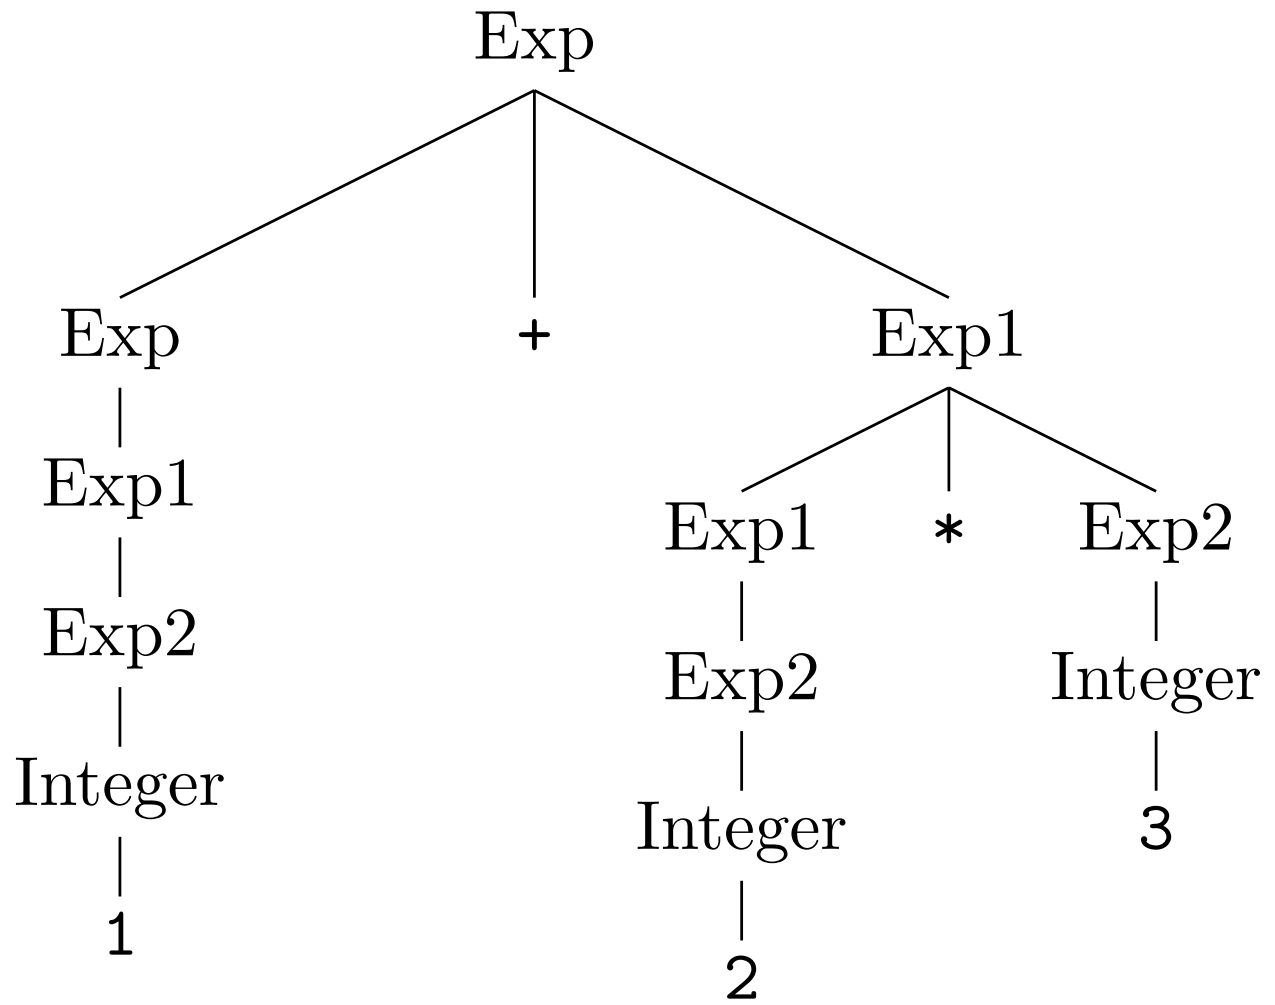 Exp
Exp + Exp1
Exp1
Exp1 * Exp2
Exp2
Exp2 Integer
Integer
Integer 3
1
2